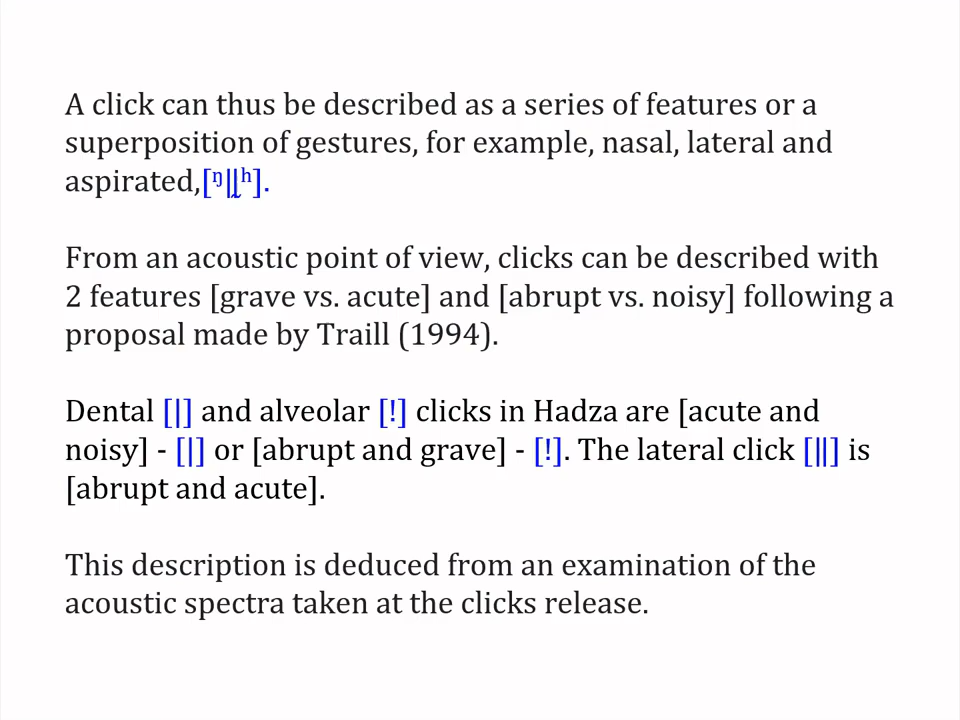 A click can thus be described as a series of features or a
superposition of gestures, for example, nasal, lateral and
aspirated,[ᵑ||̰ʰ].
From an acoustic point of view, clicks can be described with
2 features [grave vs. acute] and [abrupt vs. noisy] following a
proposal made by Traill (1994).
Dental [|] and alveolar [!] clicks in Hadza are [acute and
noisy] - [|] or [abrupt and grave] - [!]. The lateral click [||] is
[abrupt and acute].
This description is deduced from an examination of the
acoustic spectra taken at the clicks release.